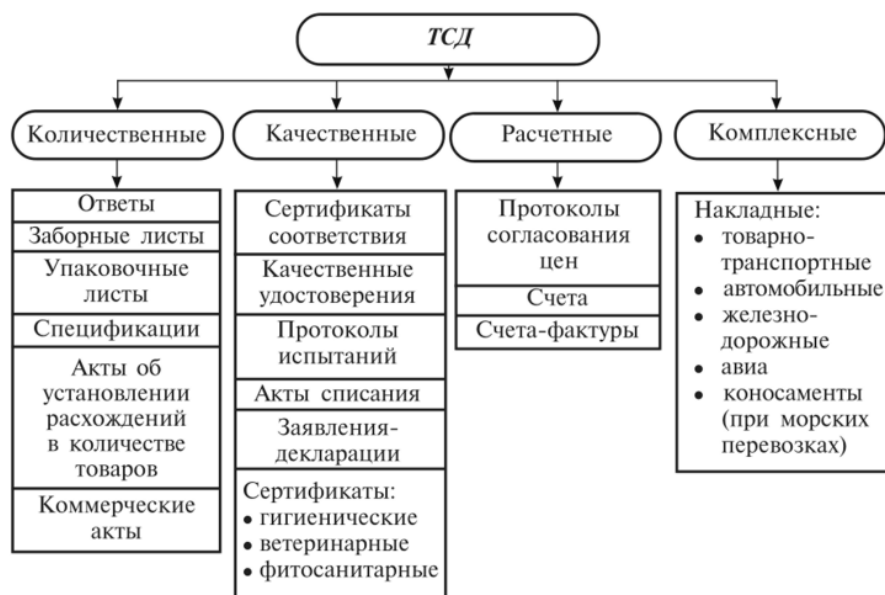 ТСД
Количественные
Качественные
Расчетные
Комплексные
Ответы
Заборные листы
Упаковочные
листы
Спецификации
Акты об
установлении
расхождений
в количестве
товаров
Коммерческие
акты
Сертификаты
соответствия
Качественные
удостоверения
Протоколы
испытаний
Акты списания
Заявления-
декларации
Сертификаты:
• гигиенические
• ветеринарные
• фитосанитарные
Протоколы
согласования
цен
Счета
Счета-фактуры
Накладные:
• товарно-
транспортные
• автомобильные
• железно-
дорожные
• авиа
• коносаменты
(при морских
перевозках)